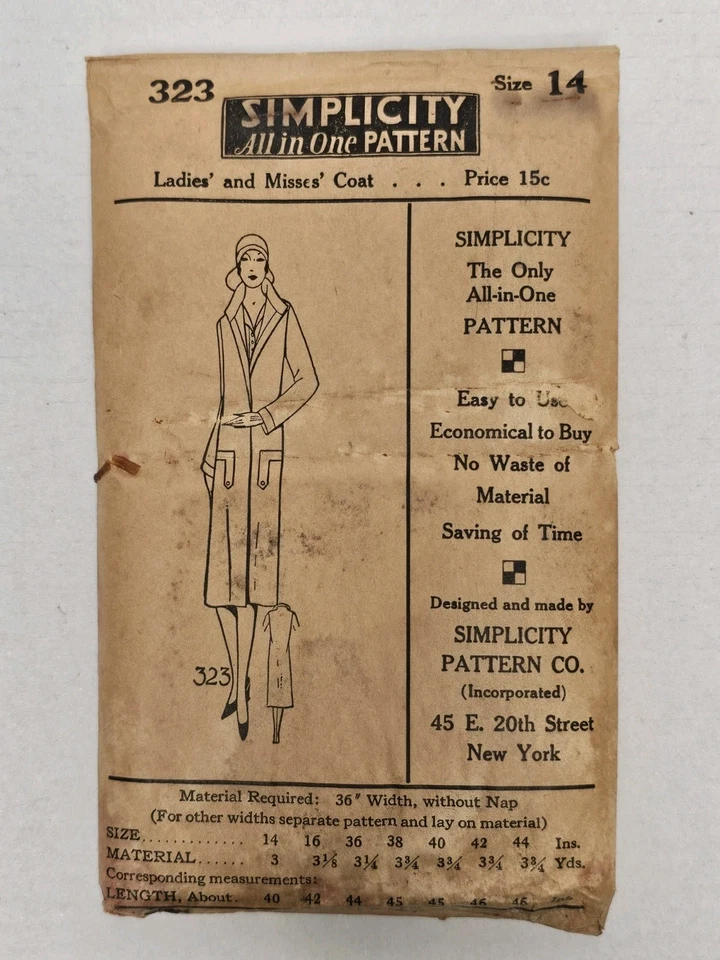 323
Size 14
SIMPLICITY
All in One PATTERN
Ladies' and Misses' Coat . . . Price 15c
323
SIMPLICITY
The Only
All-in-One
PATTERN
Easy to Use
Economical to Buy
No Waste of
Material
Saving of Time
Designed and made by
SIMPLICITY
PATTERN CO.
(Incorporated)
45 E. 20th Street
New York
Material Required: 36" Width, without Nap
(For other widths separate pattern and lay on material)
SIZE............. 14 16 36 38 40 42 44 Ins.
MATERIAL...... 3 3⅛ 3¼ 3¾ 3¾ 3¾ 3¾ Yds.
Corresponding measurements:
LENGTH, About. 40 42 44 45 45 46 46